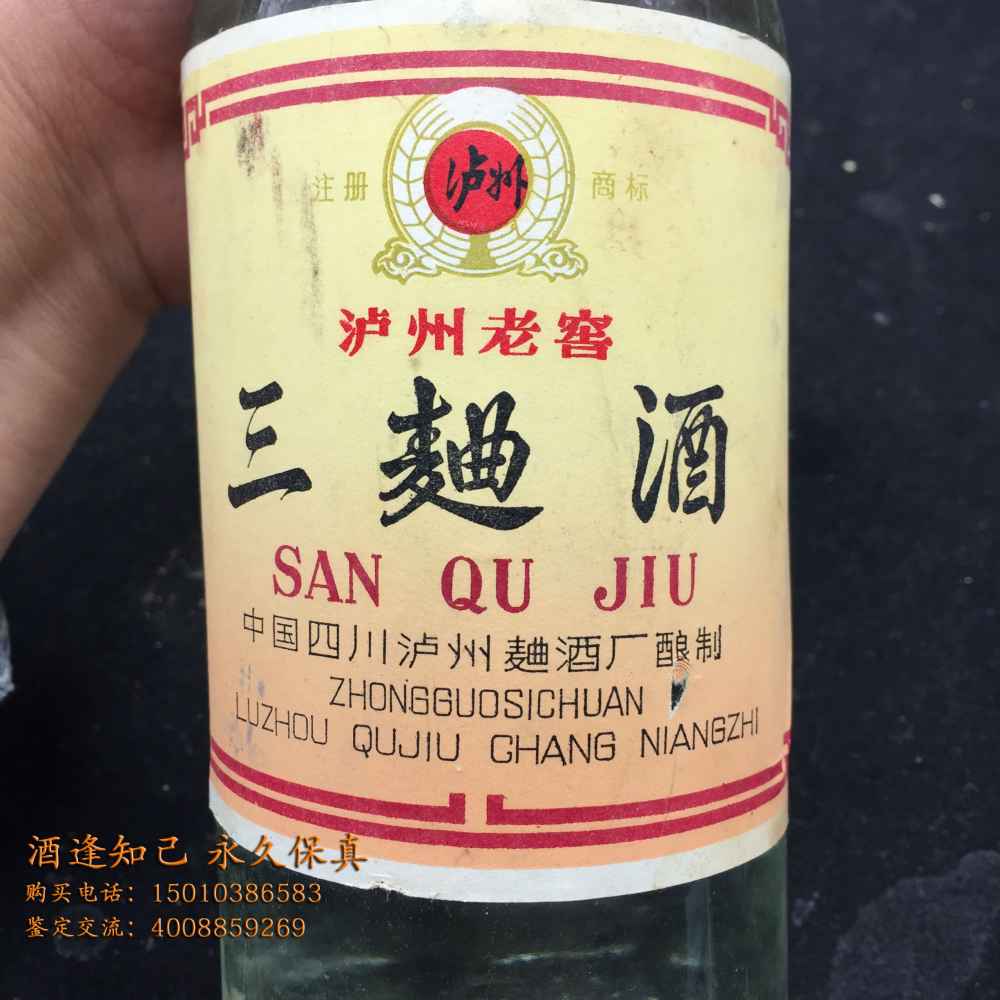 注册 泸州 商标
泸州老窖
三麯酒
SAN QU JIU
中国四川泸州麯酒厂酿制
ZHONGGUOSICHUAN
LUZHOU QUJIU CHANG NIANGZHI
酒逢知己 永久保真
购买电话：15010386583
鉴定交流：4008859269